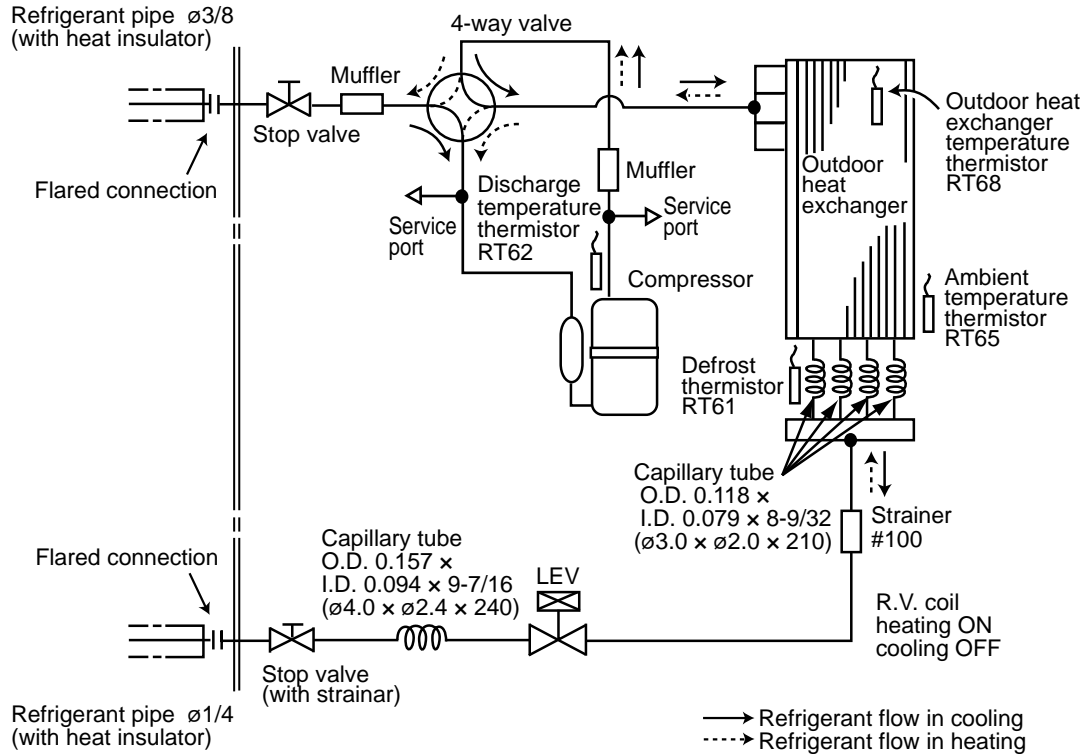 Refrigerant pipe ø3/8
(with heat insulator)
4-way valve
Muffler
Stop valve
Flared connection
Outdoor heat
exchanger
temperature
thermistor
RT68
Outdoor
heat
exchanger
Muffler
Discharge
temperature
thermistor
RT62
Service
port
Service
port
Compressor
Ambient
temperature
thermistor
RT65
Defrost
thermistor
RT61
Capillary tube
O.D. 0.118 ×
I.D. 0.079 × 8-9/32
(ø3.0 × ø2.0 × 210)
Strainer
#100
Flared connection
Capillary tube
O.D. 0.157 ×
I.D. 0.094 × 9-7/16
(ø4.0 × ø2.4 × 240)
LEV
R.V. coil
heating ON
cooling OFF
Stop valve
(with strainar)
Refrigerant pipe ø1/4
(with heat insulator)
Refrigerant flow in cooling
Refrigerant flow in heating